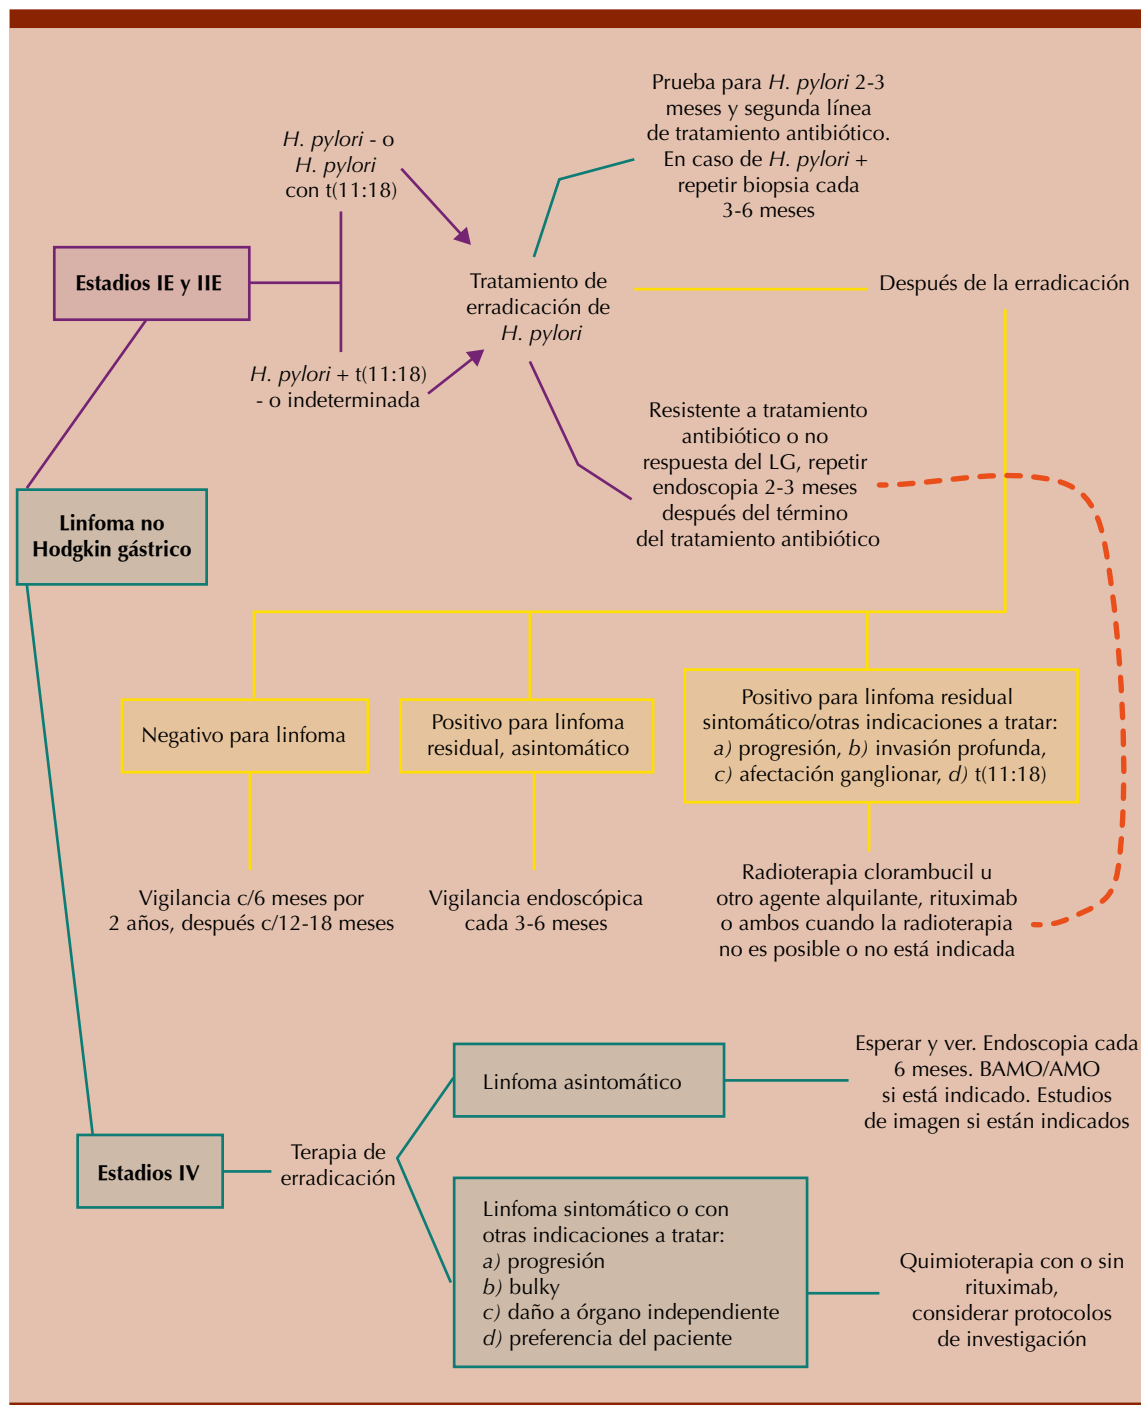 Prueba para H. pylori 2-3
meses y segunda línea
de tratamiento antibiótico.
En caso de H. pylori +
repetir biopsia cada
3-6 meses
H. pylori - o
H. pylori
con t(11:18)
Estadios IE y IIE
Tratamiento de
erradicación de
H. pylori
Después de la erradicación
H. pylori + t(11:18)
- o indeterminada
Resistente a tratamiento
antibiótico o no
respuesta del LG, repetir
endoscopia 2-3 meses
después del término
del tratamiento antibiótico
Linfoma no
Hodgkin gástrico
Negativo para linfoma
Positivo para linfoma
residual, asintomático
Positivo para linfoma residual
sintomático/otras indicaciones a tratar:
a) progresión, b) invasión profunda,
c) afectación ganglionar, d) t(11:18)
Vigilancia c/6 meses por
2 años, después c/12-18 meses
Vigilancia endoscópica
cada 3-6 meses
Radioterapia clorambucil u
otro agente alquilante, rituximab
o ambos cuando la radioterapia
no es posible o no está indicada
Estadios IV
Terapia de
erradicación
Linfoma asintomático
Esperar y ver. Endoscopia cada
6 meses. BAMO/AMO
si está indicado. Estudios
de imagen si están indicados
Linfoma sintomático o con
otras indicaciones a tratar:
a) progresión
b) bulky
c) daño a órgano independiente
d) preferencia del paciente
Quimioterapia con o sin
rituximab,
considerar protocolos
de investigación